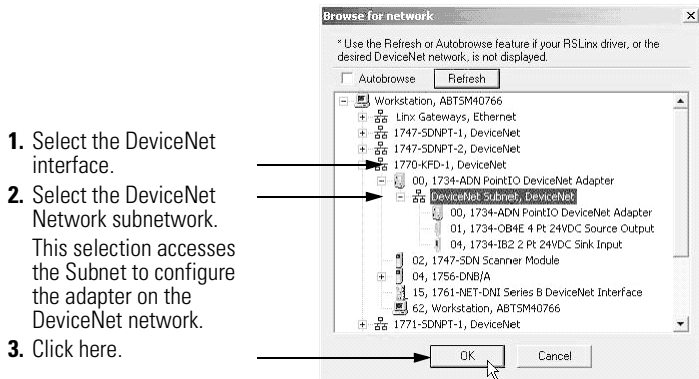 1. Select the DeviceNet
interface.
2. Select the DeviceNet
Network subnetwork.
This selection accesses
the Subnet to configure
the adapter on the
DeviceNet network.
3. Click here.
Browse for network
* Use the Refresh or Autobrowse feature if your RSLinx driver, or the
desired DeviceNet network, is not displayed.
Autobrowse
Refresh
Workstation, ABTSM40766
Linx Gateways, Ethernet
1747-SDNPT-1, DeviceNet
1747-SDNPT-2, DeviceNet
1770-KFD-1, DeviceNet
00, 1734-ADN PointIO DeviceNet Adapter
DeviceNet Subnet, DeviceNet
00, 1734-ADN PointIO DeviceNet Adapter
01, 1734-OB4E 4 Pt 24VDC Source Output
04, 1734-IB2 2 Pt 24VDC Sink Input
02, 1747-SDN Scanner Module
04, 1756-DNB/A
15, 1761-NET-DNI Series B DeviceNet Interface
62, Workstation, ABTSM40766
1771-SDNPT-1, DeviceNet
OK
Cancel